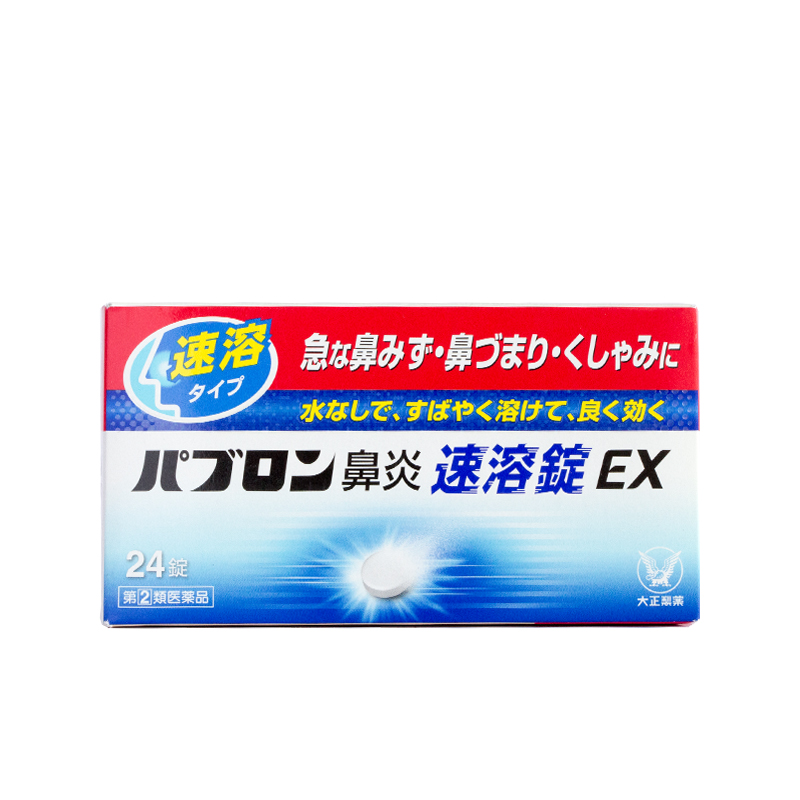 速溶
タイプ
急な鼻みず・鼻づまり・くしゃみに
水なしで、すばやく溶けて、良く効く
パブロン鼻炎速溶錠EX
24錠
指②類医薬品
大正製薬